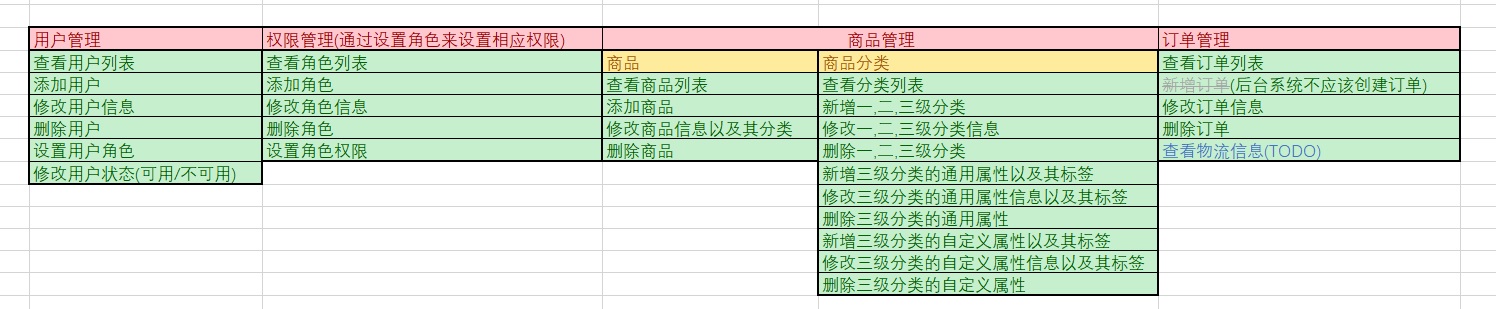 用户管理
权限管理(通过设置角色来设置相应权限)
商品管理
订单管理
查看用户列表
查看角色列表
商品
商品分类
查看订单列表
添加用户
添加角色
查看商品列表
查看分类列表
新增订单(后台系统不应该创建订单)
修改用户信息
修改角色信息
添加商品
新增一,二,三级分类
修改订单信息
删除用户
删除角色
修改商品信息以及其分类
修改一,二,三级分类信息
删除订单
设置用户角色
设置角色权限
删除商品
删除一,二,三级分类
查看物流信息(TODO)
修改用户状态(可用/不可用)
新增三级分类的通用属性以及其标签
修改三级分类的通用属性信息以及其标签
删除三级分类的通用属性
新增三级分类的自定义属性以及其标签
修改三级分类的自定义属性信息以及其标签
删除三级分类的自定义属性